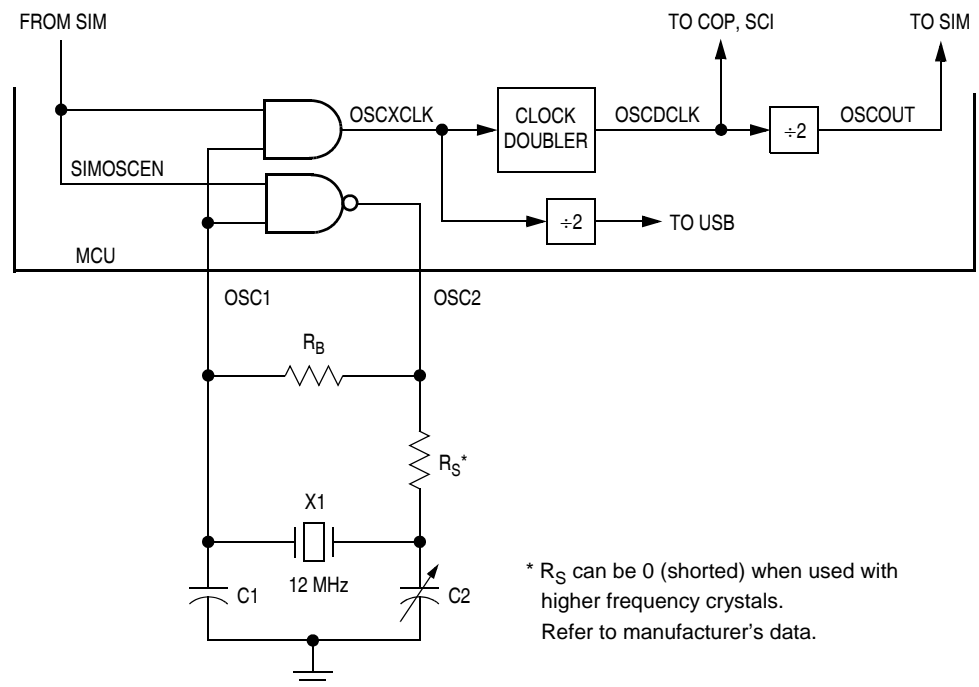 FROM SIM
TO COP, SCI
TO SIM
OSCXCLK
CLOCK
DOUBLER
OSCDCLK
÷2
OSCOUT
SIMOSCEN
÷2
TO USB
MCU
OSC1
OSC2
RB
RS*
X1
12 MHz
C1
C2
* RS can be 0 (shorted) when used with
higher frequency crystals.
Refer to manufacturer's data.